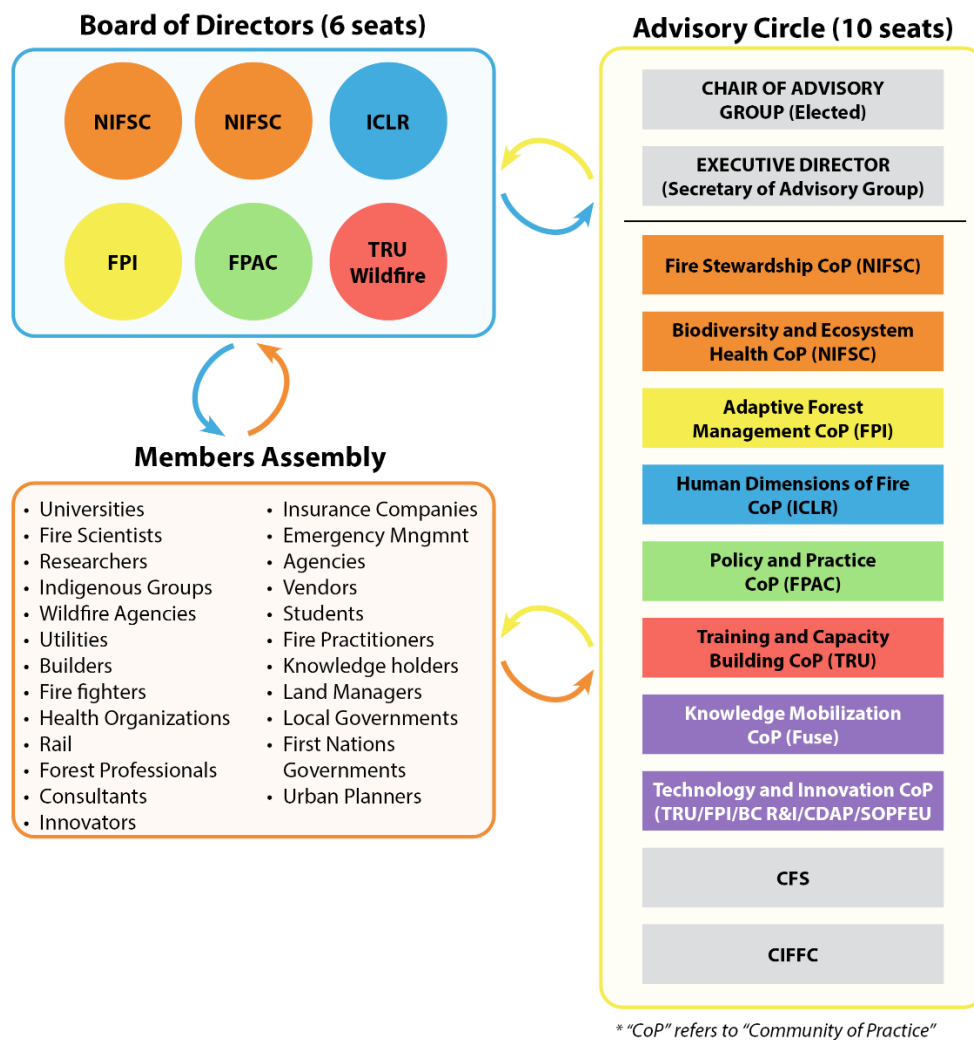 Board of Directors (6 seats)
NIFSC
NIFSC
ICLR
FPI
FPAC
TRU
Wildfire
Members Assembly
• Universities
• Fire Scientists
• Researchers
• Indigenous Groups
• Wildfire Agencies
• Utilities
• Builders
• Fire fighters
• Health Organizations
• Rail
• Forest Professionals
• Consultants
• Innovators
• Insurance Companies
• Emergency Mngmnt
• Agencies
• Vendors
• Students
• Fire Practitioners
• Knowledge holders
• Land Managers
• Local Governments
• First Nations
Governments
• Urban Planners
Advisory Circle (10 seats)
CHAIR OF ADVISORY
GROUP (Elected)
EXECUTIVE DIRECTOR
(Secretary of Advisory Group)
Fire Stewardship CoP (NIFSC)
Biodiversity and Ecosystem
Health CoP (NIFSC)
Adaptive Forest
Management CoP (FPI)
Human Dimensions of Fire
CoP (ICLR)
Policy and Practice
CoP (FPAC)
Training and Capacity
Building CoP (TRU)
Knowledge Mobilization
CoP (Fuse)
Technology and Innovation CoP
(TRU/FPI/BC R&I/CDAP/SOPFEU
CFS
CIFFC
* "CoP" refers to "Community of Practice"